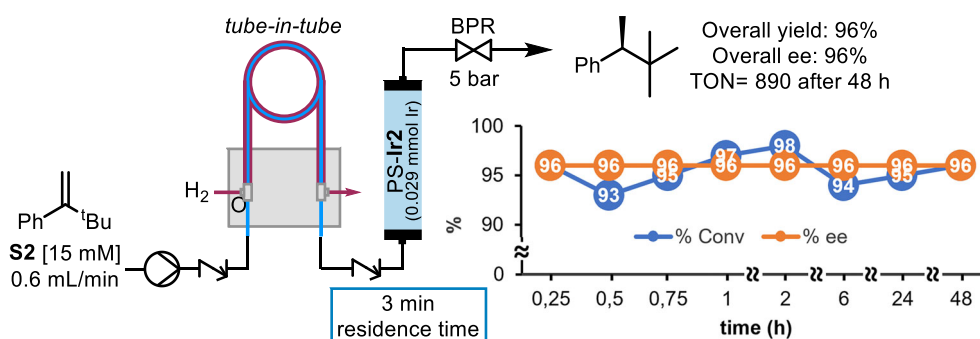 tube-in-tube
H₂
O
Ph
ᵗBu
S2 [15 mM]
0.6 mL/min
3 min
residence time
PS-Ir2
(0.029 mmol Ir)
BPR
5 bar
Ph
Overall yield: 96%
Overall ee: 96%
TON= 890 after 48 h
100
95
90
0
%
96 96 96 96 96 96 96 96
93 95 97 98 94 95
% Conv % ee
0,25 0,5 0,75 1 2 6 24 48
time (h)